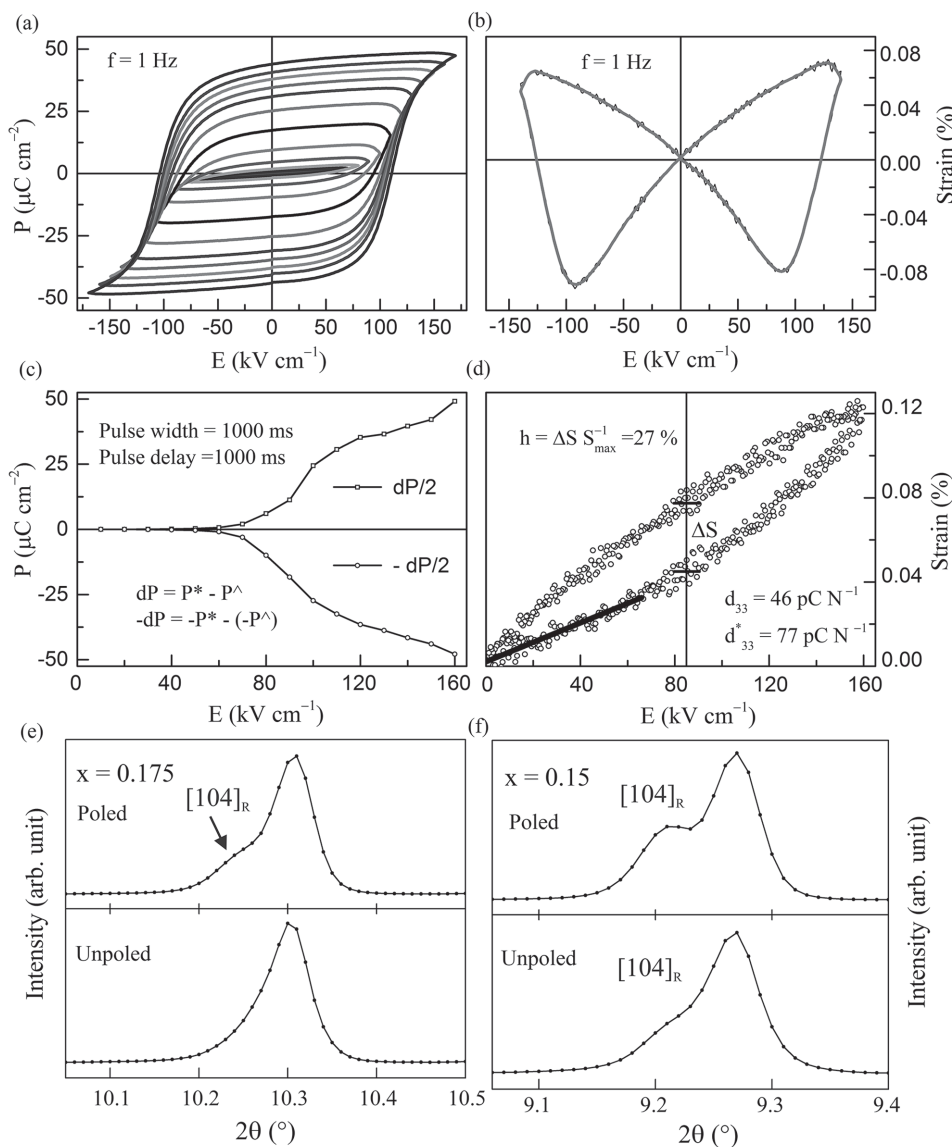 (a)
50
25
0
-25
-50
P (μC cm⁻²)
f = 1 Hz
-150 -100 -50 0 50 100 150
E (kV cm⁻¹)
(b)
f = 1 Hz
0.08
0.04
0.00
-0.04
-0.08
Strain (%)
-150 -100 -50 0 50 100 150
E (kV cm⁻¹)
(c)
50
25
0
-25
-50
P (μC cm⁻²)
Pulse width = 1000 ms
Pulse delay =1000 ms
dP/2
- dP/2
dP = P* - P^
-dP = -P* - (-P^)
0 40 80 120 160
E (kV cm⁻¹)
(d)
h = ΔS S⁻¹max =27 %
ΔS
d₃₃ = 46 pC N⁻¹
d*₃₃ = 77 pC N⁻¹
0.12
0.08
0.04
0.00
Strain (%)
0 40 80 120 160
E (kV cm⁻¹)
(e)
x = 0.175
Poled
[104]R
Unpoled
Intensity (arb. unit)
10.1 10.2 10.3 10.4 10.5
2θ (°)
(f)
x = 0.15
[104]R
Poled
Unpoled
[104]R
Intensity (arb. unit)
9.1 9.2 9.3 9.4
2θ (°)